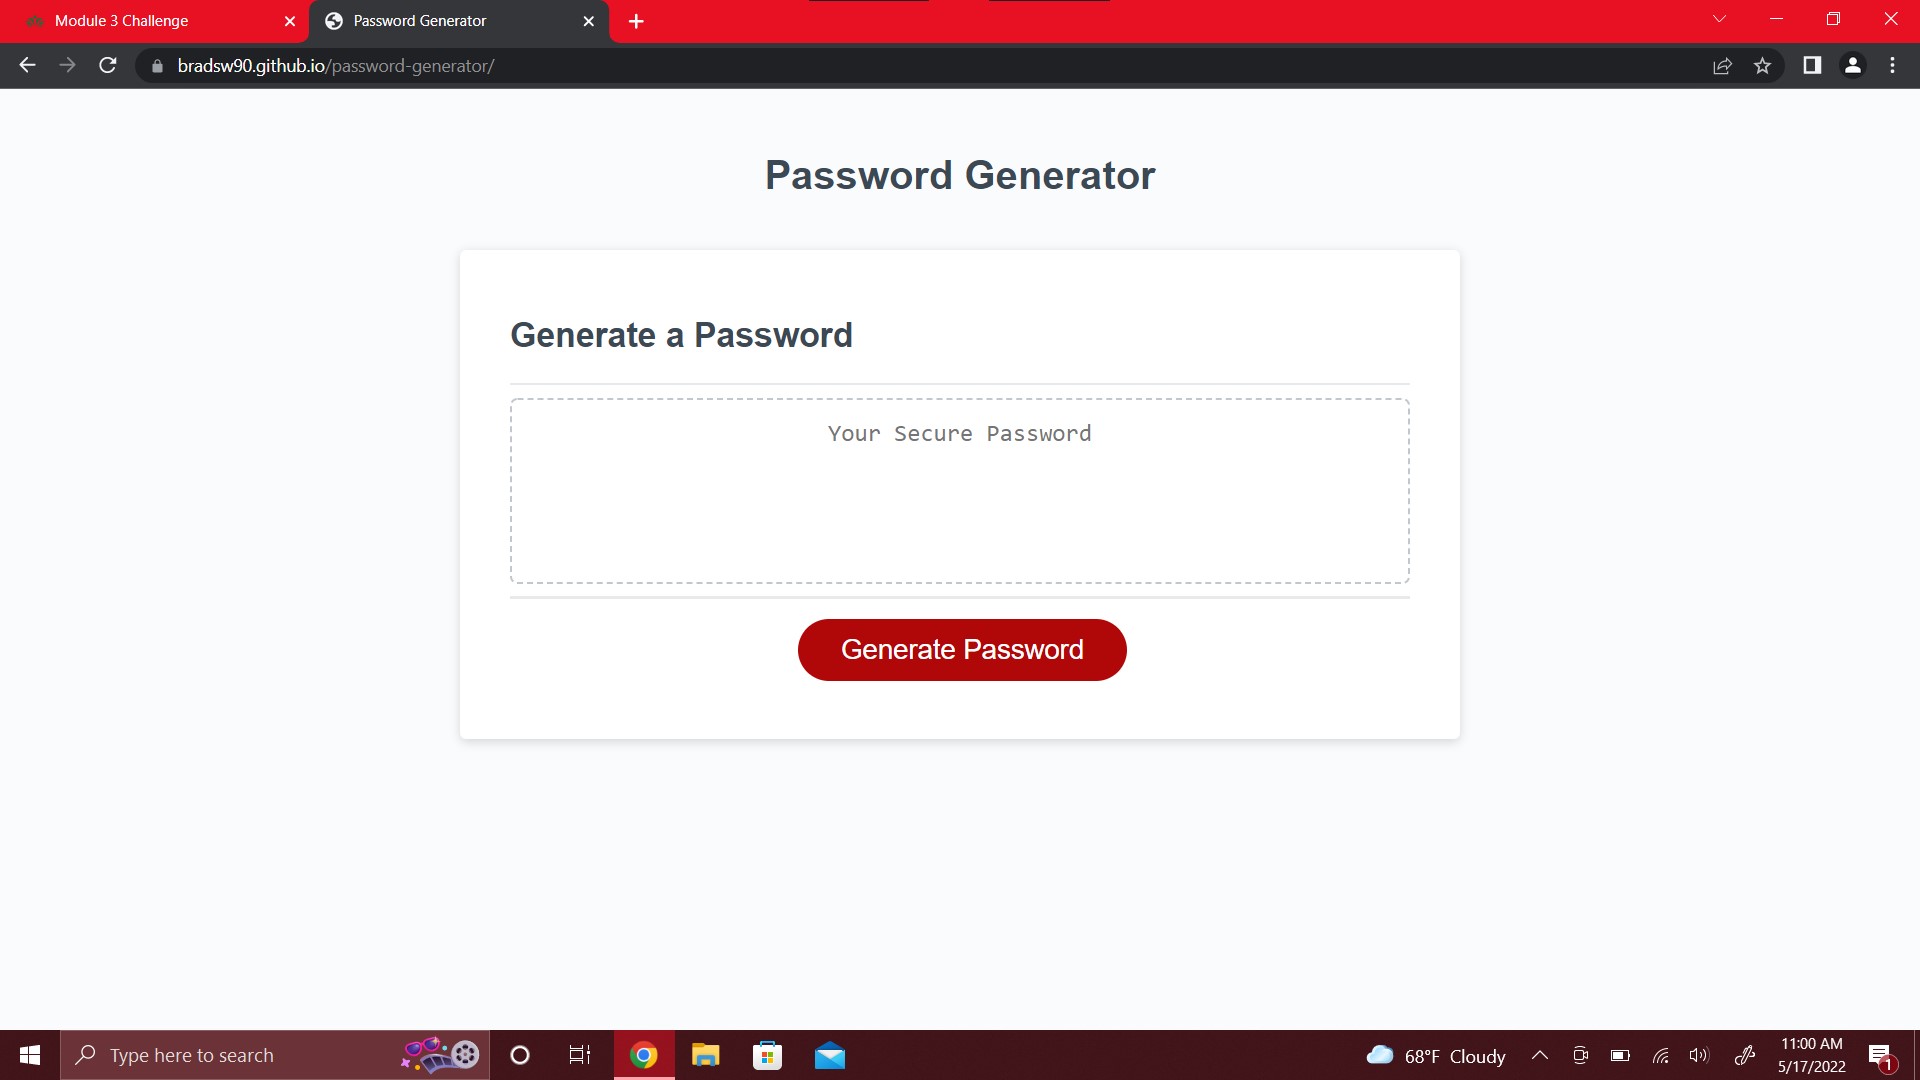 Module 3 Challenge
Password Generator
bradsw90.github.io/password-generator/
Password Generator
Generate a Password
Your Secure Password
Generate Password
Type here to search
68°F Cloudy
11:00 AM
5/17/2022
1